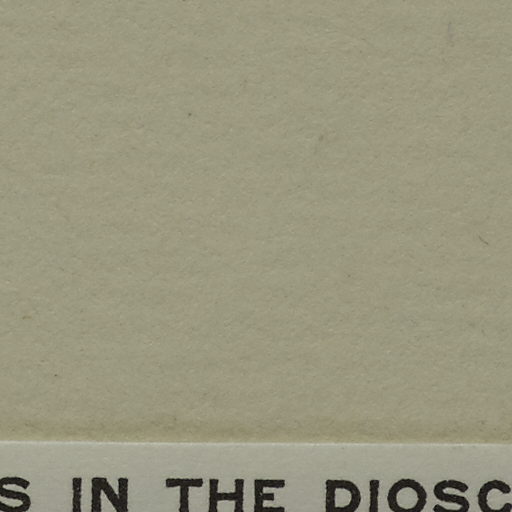 S IN THE DIOSC